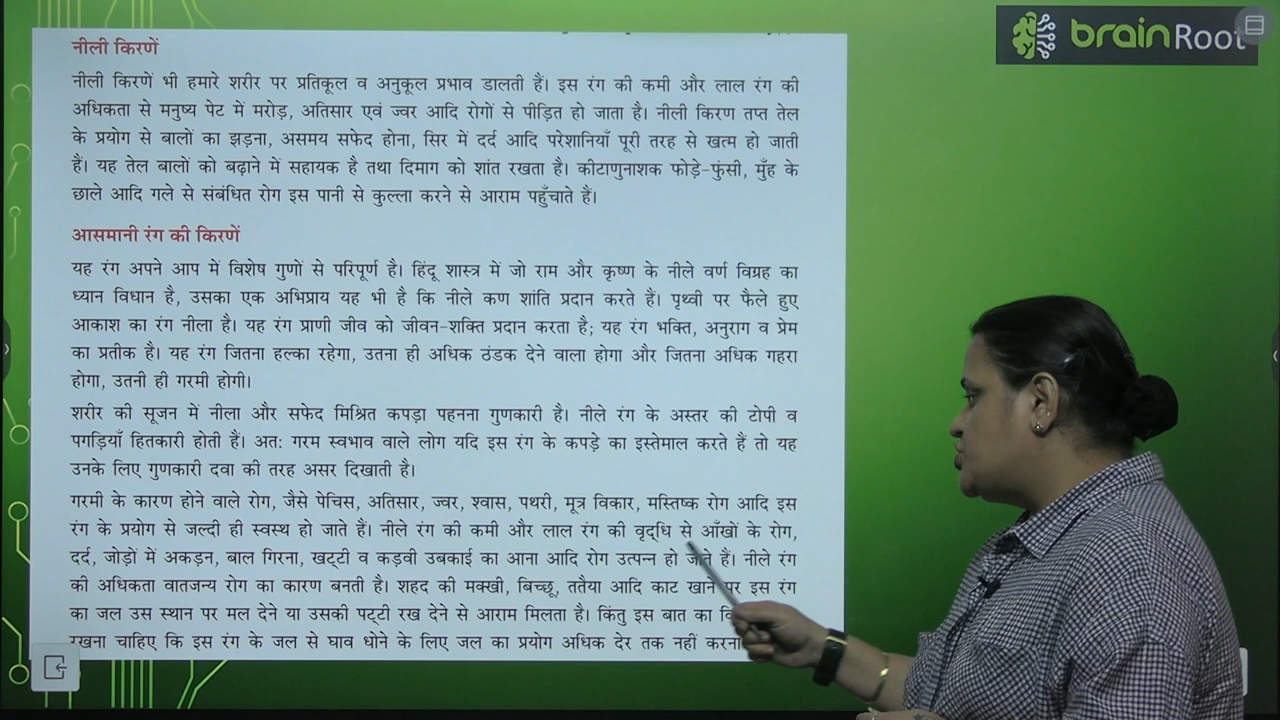 brainRoot
नीली किरणें
नीली किरणें भी हमारे शरीर पर प्रतिकूल व अनुकूल प्रभाव डालती हैं। इस रंग की कमी और लाल रंग की
अधिकता से मनुष्य पेट में मरोड़, अतिसार एवं ज्वर आदि रोगों से पीड़ित हो जाता है। नीली किरण तप्त तेल
के प्रयोग से बालों का झड़ना, असमय सफेद होना, सिर में दर्द आदि परेशानियाँ पूरी तरह से खत्म हो जाती
हैं। यह तेल बालों को बढ़ाने में सहायक है तथा दिमाग को शांत रखता है। कीटाणुनाशक फोड़े-फुंसी, मुँह के
छाले आदि गले से संबंधित रोग इस पानी से कुल्ला करने से आराम पहुँचाते हैं।
आसमानी रंग की किरणें
यह रंग अपने आप में विशेष गुणों से परिपूर्ण है। हिंदू शास्त्र में जो राम और कृष्ण के नीले वर्ण विग्रह का
ध्यान विधान है, उसका एक अभिप्राय यह भी है कि नीले कण शांति प्रदान करते हैं। पृथ्वी पर फैले हुए
आकाश का रंग नीला है। यह रंग प्राणी जीव को जीवन-शक्ति प्रदान करता है; यह रंग भक्ति, अनुराग व प्रेम
का प्रतीक है। यह रंग जितना हल्का रहेगा, उतना ही अधिक ठंडक देने वाला होगा और जितना अधिक गहरा
होगा, उतनी ही गरमी होगी।
शरीर की सूजन में नीला और सफेद मिश्रित कपड़ा पहनना गुणकारी है। नीले रंग के अस्तर की टोपी व
पगड़ियाँ हितकारी होती हैं। अतः गरम स्वभाव वाले लोग यदि इस रंग के कपड़े का इस्तेमाल करते हैं तो यह
उनके लिए गुणकारी दवा की तरह असर दिखाती है।
गरमी के कारण होने वाले रोग, जैसे पेचिस, अतिसार, ज्वर, श्वास, पथरी, मूत्र विकार, मस्तिष्क रोग आदि इस
रंग के प्रयोग से जल्दी ही स्वस्थ हो जाते हैं। नीले रंग की कमी और लाल रंग की वृद्धि से आँखों के रोग,
दर्द, जोड़ों में अकड़न, बाल गिरना, खट्टी व कड़वी उबकाई का आना आदि रोग उत्पन्न हो जाते हैं। नीले रंग
की अधिकता वातजन्य रोग का कारण बनती है। शहद की मक्खी, बिच्छू, ततैया आदि काट खाने पर इस रंग
का जल उस स्थान पर मल देने या उसकी पट्टी रख देने से आराम मिलता है। किंतु इस बात का
रखना चाहिए कि इस रंग के जल से घाव धोने के लिए जल का प्रयोग अधिक देर तक नहीं करना